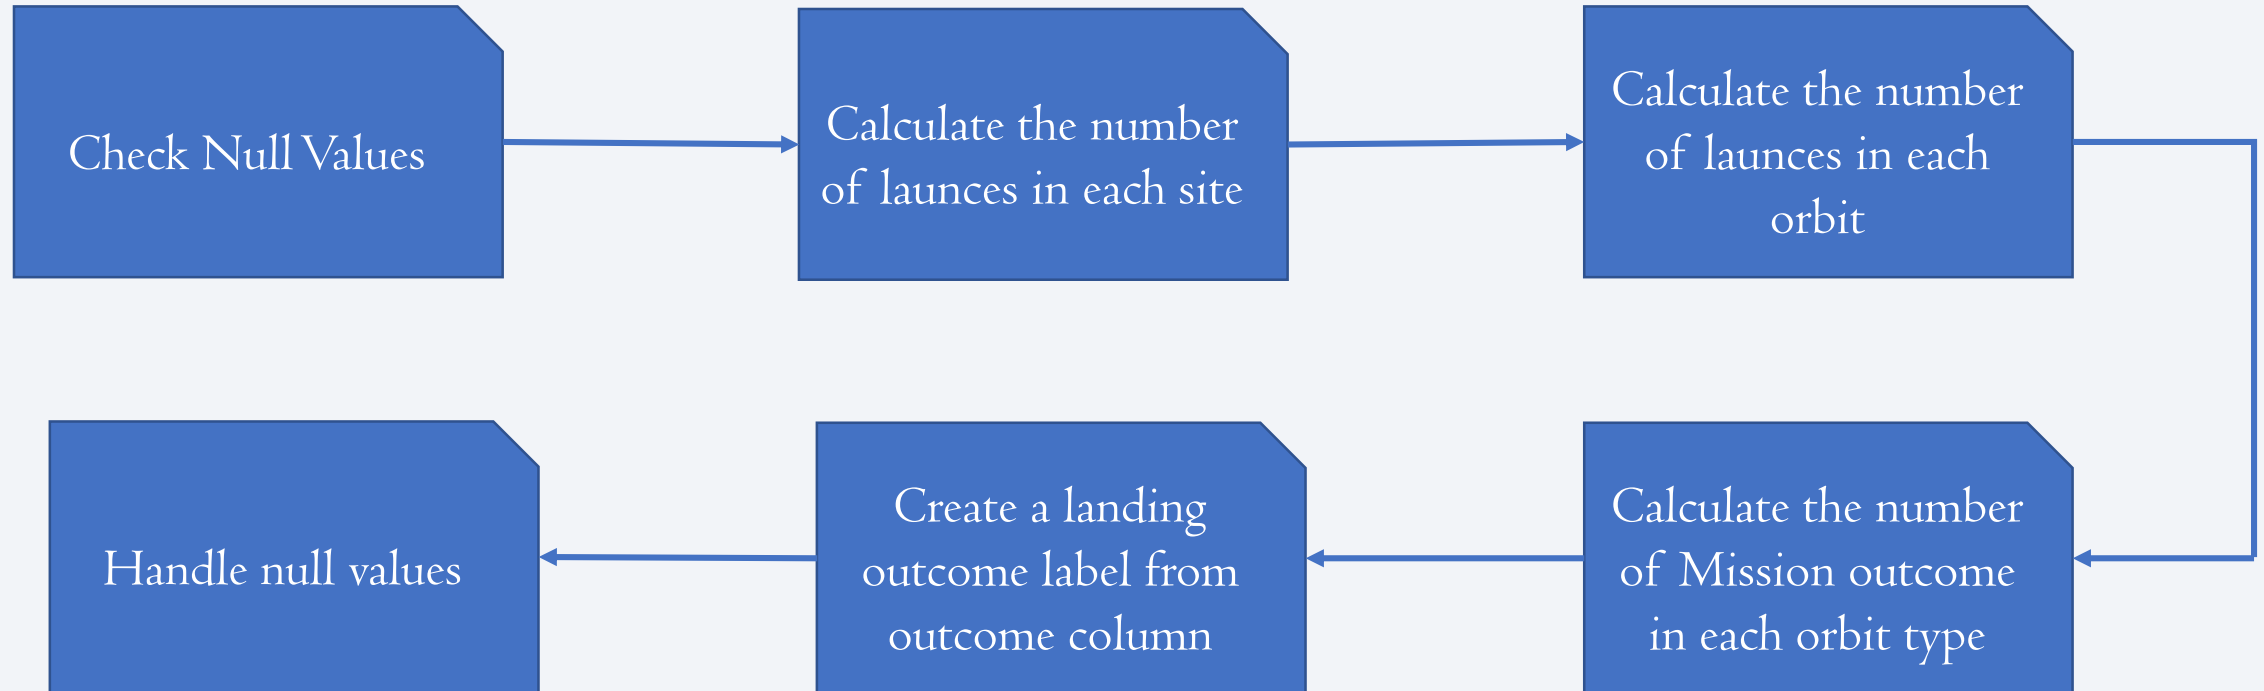 Check Null Values
Calculate the number
of launces in each site
Calculate the number
of launces in each
orbit
Calculate the number
of Mission outcome
in each orbit type
Create a landing
outcome label from
outcome column
Handle null values